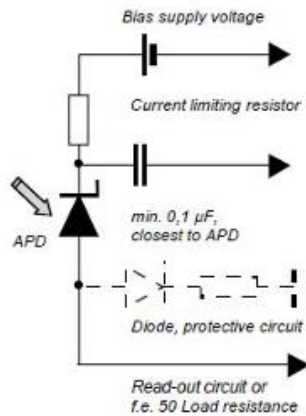 Bias supply voltage
Current limiting resistor
min. 0,1 µF,
closest to APD
APD
Diode, protective circuit
Read-out circuit or
f.e. 50 Load resistance